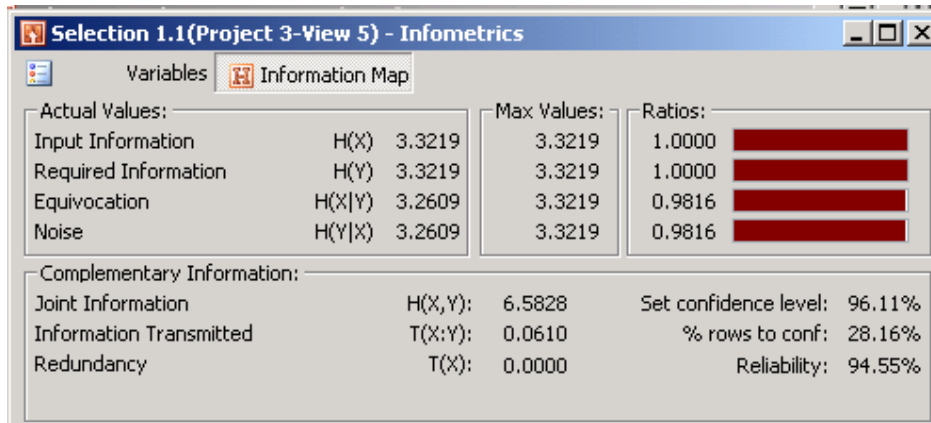 Selection 1.1(Project 3-View 5) - Infometrics
Variables Information Map
Actual Values: Max Values: Ratios:
Input Information H(X) 3.3219 3.3219 1.0000
Required Information H(Y) 3.3219 3.3219 1.0000
Equivocation H(X|Y) 3.2609 3.3219 0.9816
Noise H(Y|X) 3.2609 3.3219 0.9816
Complementary Information:
Joint Information H(X,Y): 6.5828 Set confidence level: 96.11%
Information Transmitted T(X:Y): 0.0610 % rows to conf: 28.16%
Redundancy T(X): 0.0000 Reliability: 94.55%